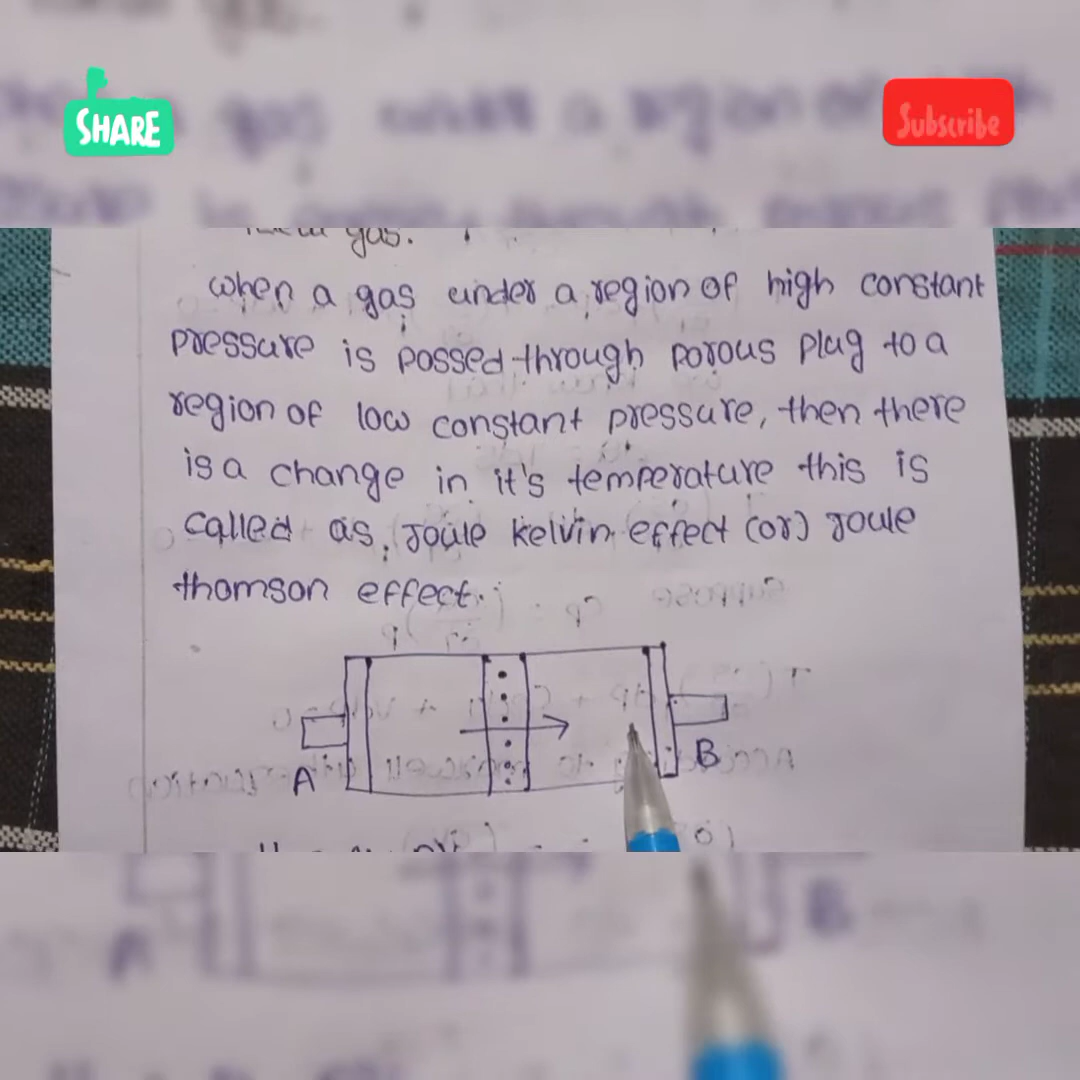 SHARE
Subscribe
gas.
when a gas under a region of high constant
pressure is possed through porous plug to a
region of low constant pressure, then there
is a change in it's temperature this is
called as, Joule kelvin effect (or) Joule
thomson effect.
A
B